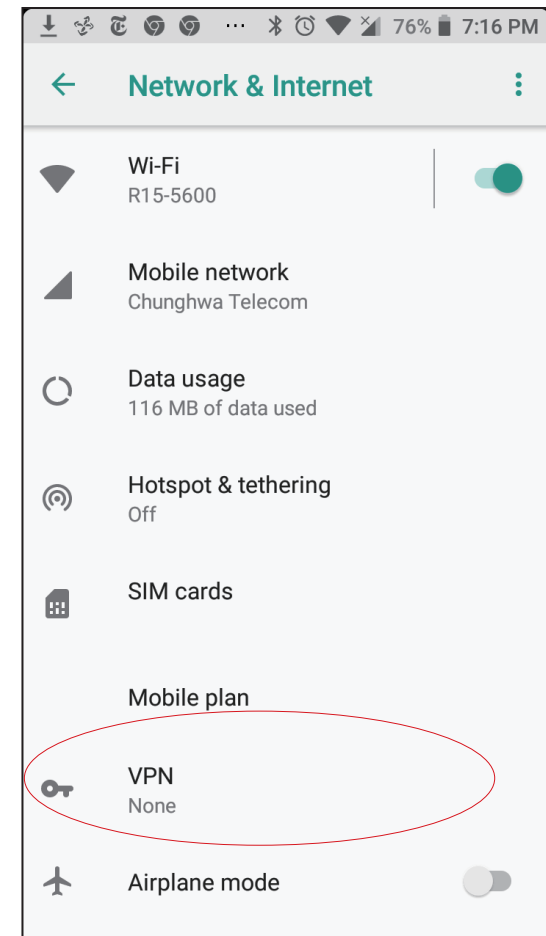 76% 7:16 PM
Network & Internet
Wi-Fi
R15-5600
Mobile network
Chunghwa Telecom
Data usage
116 MB of data used
Hotspot & tethering
Off
SIM cards
Mobile plan
VPN
None
Airplane mode